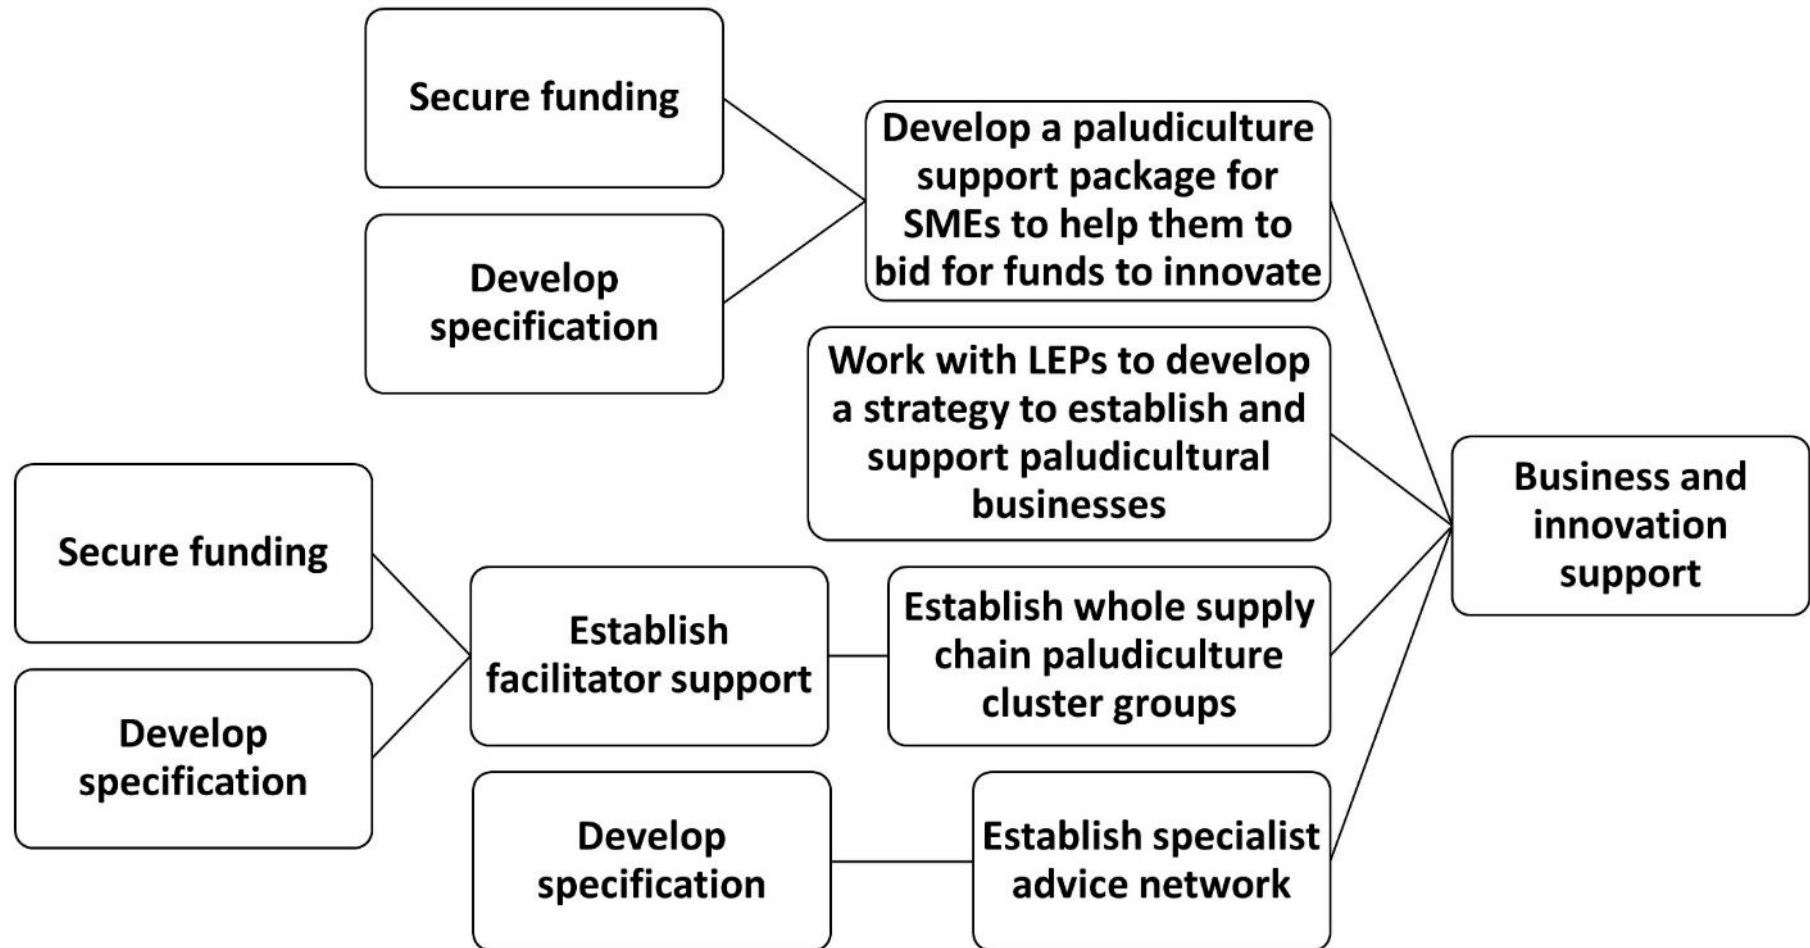 Secure funding
Develop
specification
Develop a paludiculture
support package for
SMEs to help them to
bid for funds to innovate
Work with LEPs to develop
a strategy to establish and
support paludicultural
businesses
Secure funding
Develop
specification
Establish
facilitator support
Establish whole supply
chain paludiculture
cluster groups
Develop
specification
Establish specialist
advice network
Business and
innovation
support